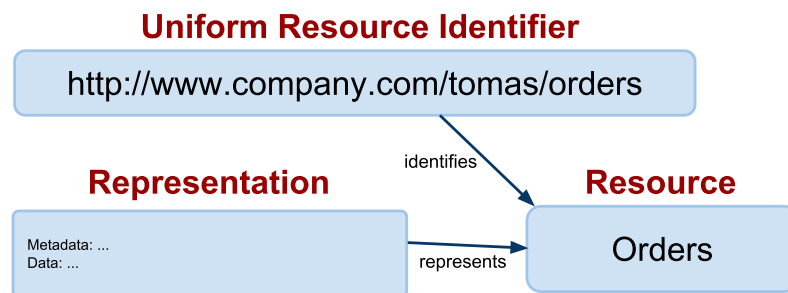 Uniform Resource Identifier
http://www.company.com/tomas/orders
identifies
Representation
Resource
Metadata: ...
Data: ...
represents
Orders